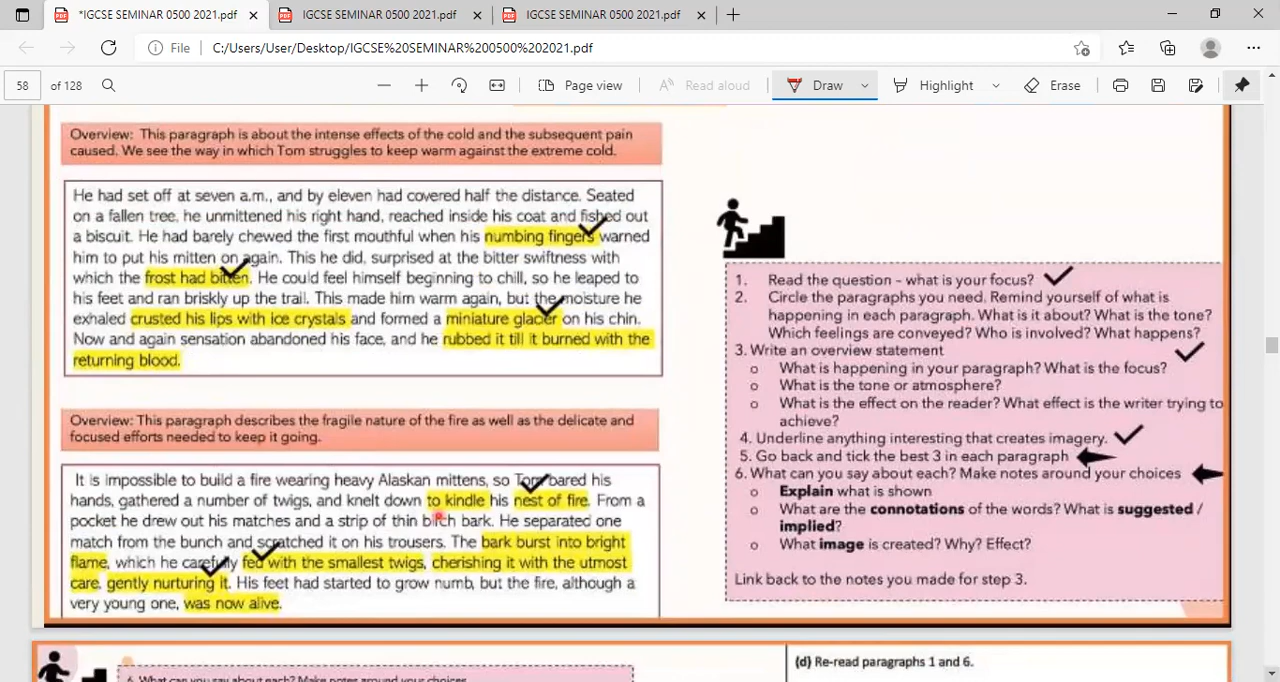 *IGCSE SEMINAR 0500 2021.pdf
IGCSE SEMINAR 0500 2021.pdf
IGCSE SEMINAR 0500 2021.pdf
File
C:/Users/User/Desktop/IGCSE%20SEMINAR%200500%202021.pdf
58 of 128
Page view
Read aloud
Draw
Highlight
Erase
Overview: This paragraph is about the intense effects of the cold and the subsequent pain
caused. We see the way in which Tom struggles to keep warm against the extreme cold.
He had set off at seven a.m., and by eleven had covered half the distance. Seated
on a fallen tree, he unmittened his right hand, reached inside his coat and fished out
a biscuit. He had barely chewed the first mouthful when his numbing fingers warned
him to put his mitten on again. This he did, surprised at the bitter swiftness with
which the frost had bitten. He could feel himself beginning to chill, so he leaped to
his feet and ran briskly up the trail. This made him warm again, but the moisture he
exhaled crusted his lips with ice crystals and formed a miniature glacier on his chin.
Now and again sensation abandoned his face, and he rubbed it till it burned with the
returning blood.
Overview: This paragraph describes the fragile nature of the fire as well as the delicate and
focused efforts needed to keep it going.
It is impossible to build a fire wearing heavy Alaskan mittens, so Tom bared his
hands, gathered a number of twigs, and knelt down to kindle his nest of fire. From a
pocket he drew out his matches and a strip of thin birch bark. He separated one
match from the bunch and scratched it on his trousers. The bark burst into bright
flame, which he carefully fed with the smallest twigs, cherishing it with the utmost
care, gently nurturing it. His feet had started to grow numb, but the fire, although a
very young one, was now alive.
1. Read the question - what is your focus?
2. Circle the paragraphs you need. Remind yourself of what is
happening in each paragraph. What is it about? What is the tone?
Which feelings are conveyed? Who is involved? What happens?
3. Write an overview statement
o What is happening in your paragraph? What is the focus?
o What is the tone or atmosphere?
o What is the effect on the reader? What effect is the writer trying to
achieve?
4. Underline anything interesting that creates imagery.
5. Go back and tick the best 3 in each paragraph
6. What can you say about each? Make notes around your choices
o Explain what is shown
o What are the connotations of the words? What is suggested /
implied?
o What image is created? Why? Effect?
Link back to the notes you made for step 3.
6. What can you say about each? Make notes around your choices
(d) Re-read paragraphs 1 and 6.